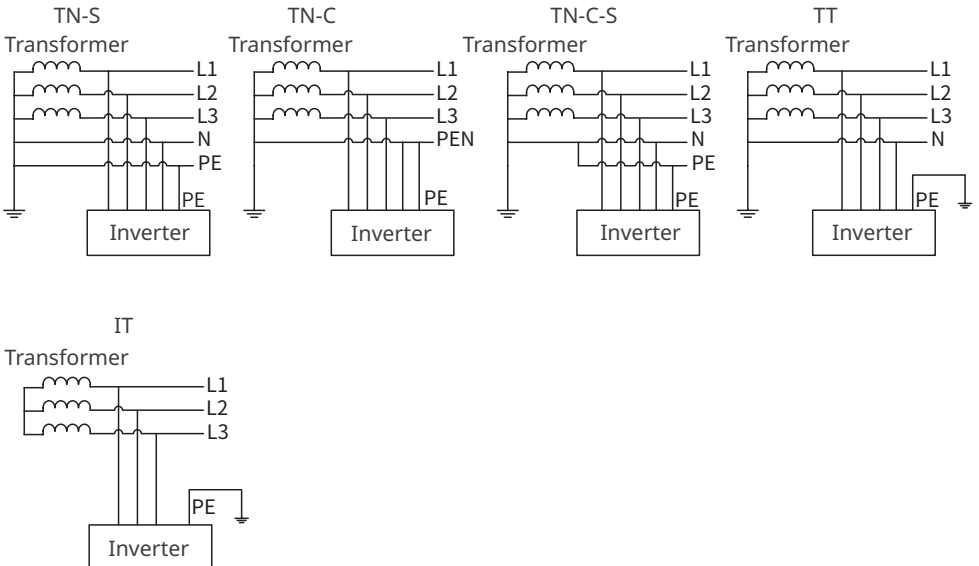 TN-S TN-C TN-C-S TT
Transformer Transformer Transformer Transformer
L1 L1 L1 L1
L2 L2 L2 L2
L3 L3 L3 L3
N PEN N N
PE PE
PE PE PE PE
Inverter Inverter Inverter Inverter
IT
Transformer
L1
L2
L3
PE
Inverter